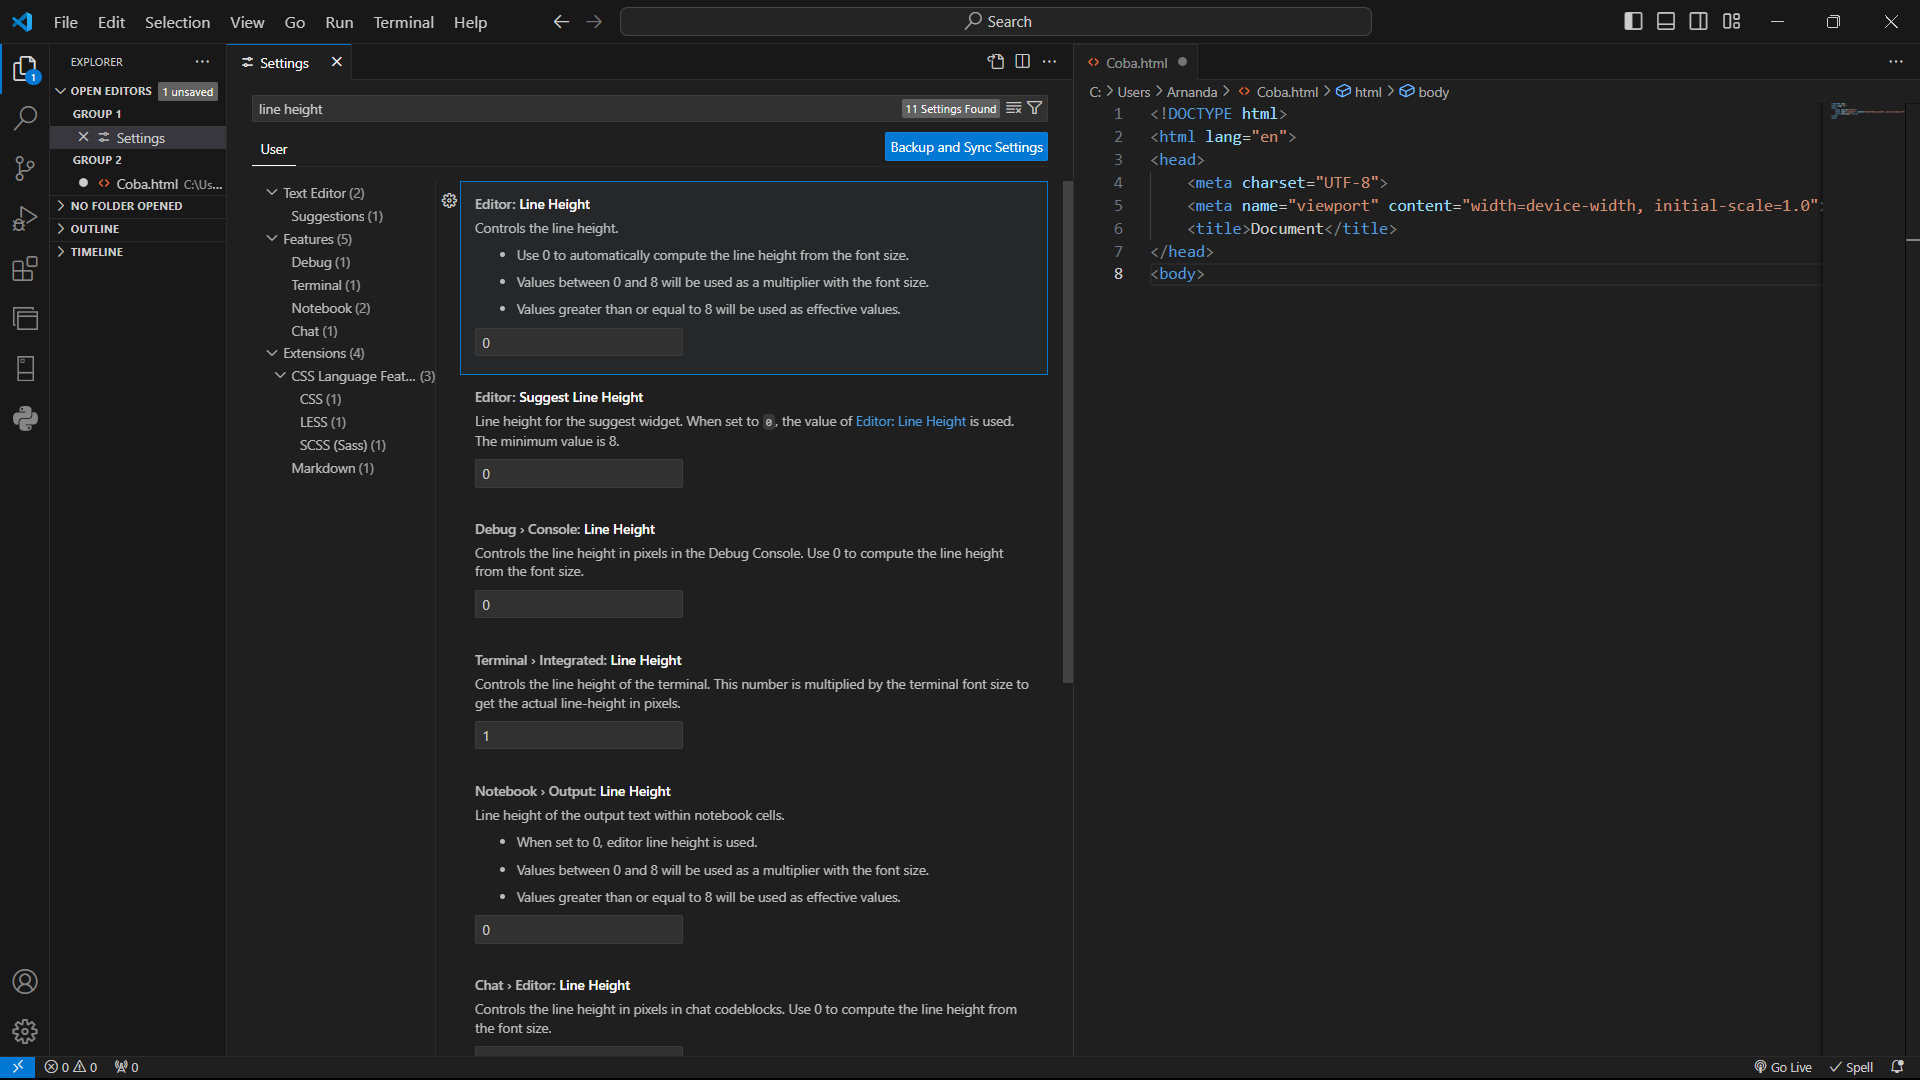 File Edit Selection View Go Run Terminal Help
Search
EXPLORER
OPEN EDITORS 1 unsaved
GROUP 1
Settings
GROUP 2
Coba.html C:\Us...
NO FOLDER OPENED
OUTLINE
TIMELINE
1
Settings
line height
11 Settings Found
User
Backup and Sync Settings
Text Editor (2)
Suggestions (1)
Features (5)
Debug (1)
Terminal (1)
Notebook (2)
Chat (1)
Extensions (4)
CSS Language Feat... (3)
CSS (1)
LESS (1)
SCSS (Sass) (1)
Markdown (1)
Editor: Line Height
Controls the line height.
• Use 0 to automatically compute the line height from the font size.
• Values between 0 and 8 will be used as a multiplier with the font size.
• Values greater than or equal to 8 will be used as effective values.
0
Editor: Suggest Line Height
Line height for the suggest widget. When set to 0, the value of Editor: Line Height is used.
The minimum value is 8.
0
Debug › Console: Line Height
Controls the line height in pixels in the Debug Console. Use 0 to compute the line height
from the font size.
0
Terminal › Integrated: Line Height
Controls the line height of the terminal. This number is multiplied by the terminal font size to
get the actual line-height in pixels.
1
Notebook › Output: Line Height
Line height of the output text within notebook cells.
• When set to 0, editor line height is used.
• Values between 0 and 8 will be used as a multiplier with the font size.
• Values greater than or equal to 8 will be used as effective values.
0
Chat › Editor: Line Height
Controls the line height in pixels in chat codeblocks. Use 0 to compute the line height from
the font size.
Coba.html
C: > Users > Arnanda > Coba.html > html > body
1 <!DOCTYPE html>
2 <html lang="en">
3 <head>
4 <meta charset="UTF-8">
5 <meta name="viewport" content="width=device-width, initial-scale=1.0">
6 <title>Document</title>
7 </head>
8 <body>
0 0 0
Go Live Spell